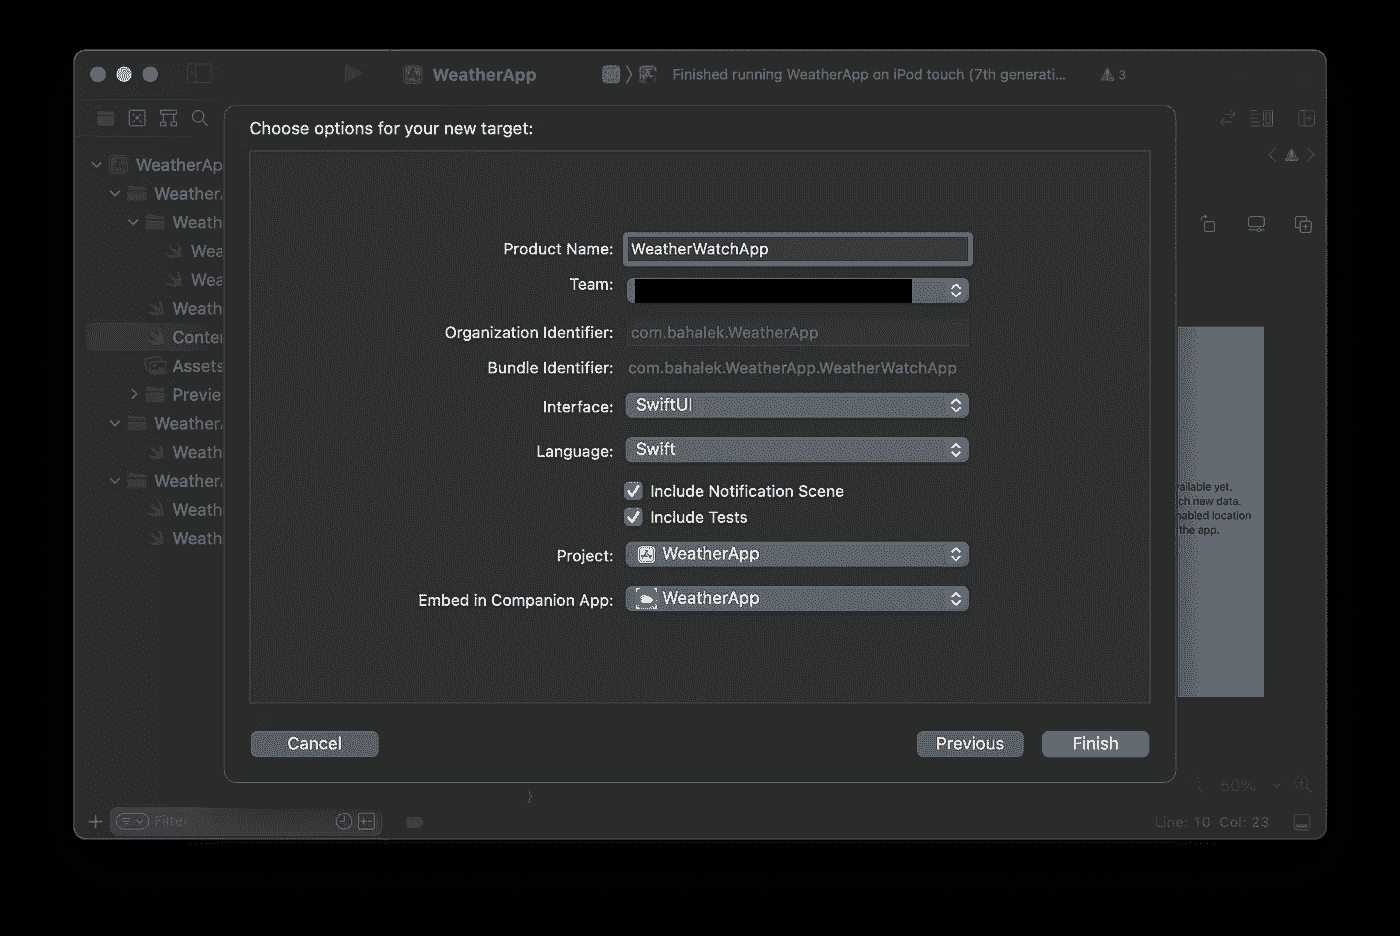 WeatherApp
Finished running WeatherApp on iPod touch (7th generati...
3
Choose options for your new target:
WeatherAp
Weather
Weath
Wea
Wea
Weath
Conte
Assets
Previe
Weather
Weath
Weather
Weath
Weath
Product Name: WeatherWatchApp
Team:
Organization Identifier: com.bahalek.WeatherApp
Bundle Identifier: com.bahalek.WeatherApp.WeatherWatchApp
Interface: SwiftUI
Language: Swift
Include Notification Scene
Include Tests
Project: WeatherApp
Embed in Companion App: WeatherApp
vailable yet.
ch new data.
nabled location
the app.
Cancel
Previous
Finish
}
50%
Filter
Line: 10 Col: 23